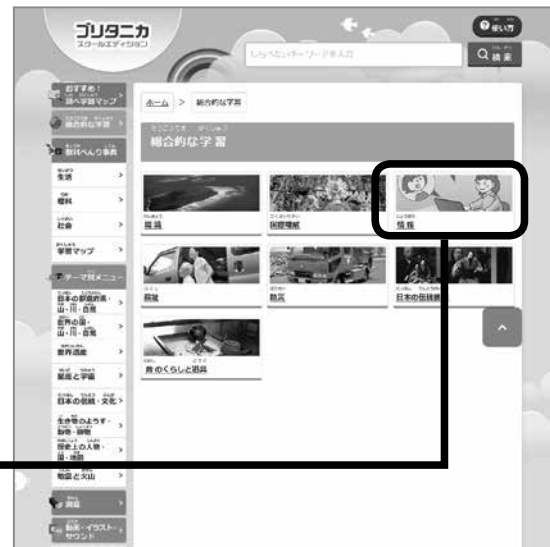 ブリタニカ
スクールエディション
使い方
しらべたいキーワードを入力
検索
おすすめ!
調べ学習マップ
総合的な学習
教科べんり事典
生活
理科
社会
学習マップ
テーマ別メニュー
日本の都道府県・
山・川・自然
世界の国・
山・川・自然
世界遺産
星座と宇宙
日本の伝統・文化
生き物のようす・
動物・植物
歴史上の人物・
国・地図
地震と火山
動画・イラスト・
サウンド
ホーム > 総合的な学習
総合的な学習
環境
国際理解
情報
福祉
防災
日本の伝統
昔のくらしと道具